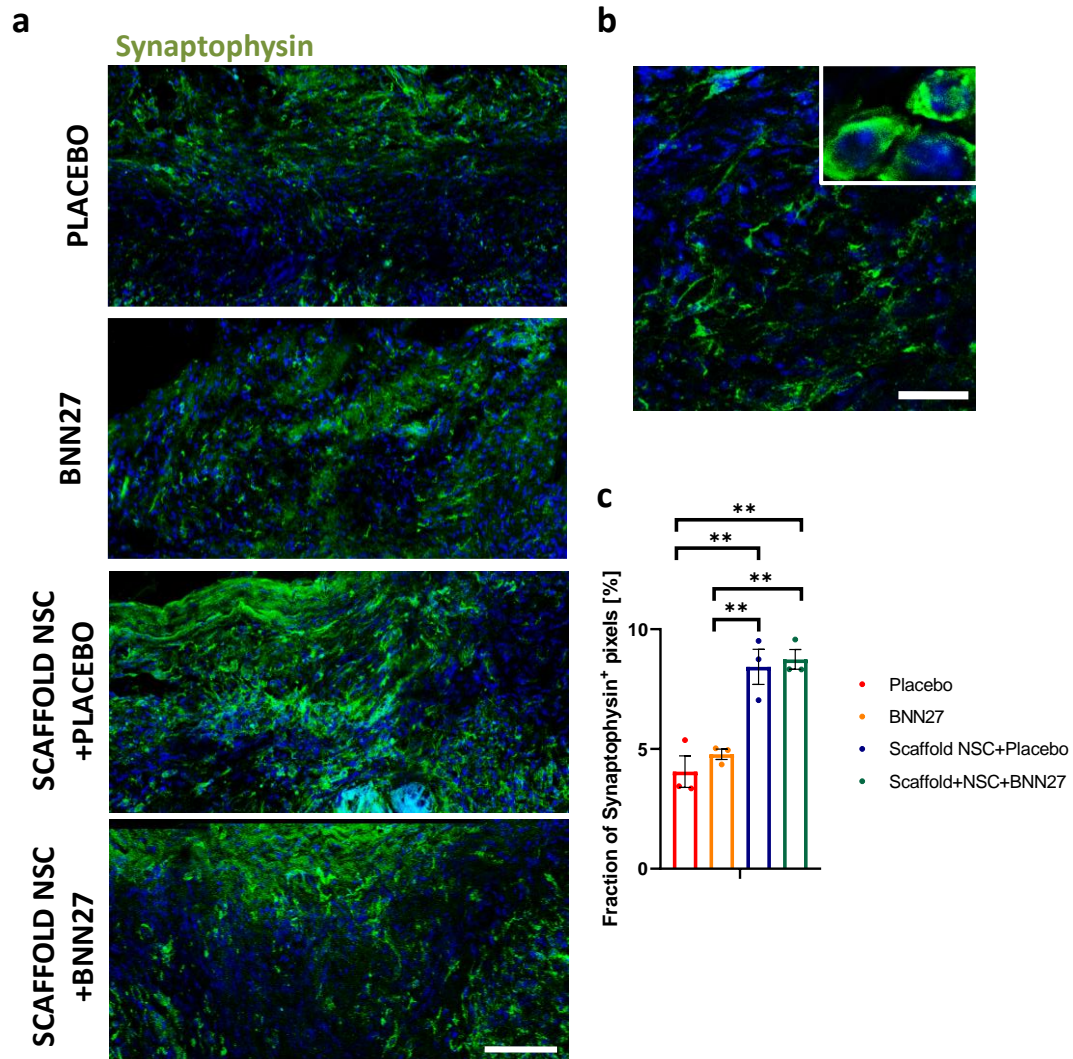 a
Synaptophysin
PLACEBO
BNN27
SCAFFOLD NSC
+PLACEBO
SCAFFOLD NSC
+BNN27
b
c
**
**
**
**
Fraction of Synaptophysin⁺ pixels [%]
10
5
0
Placebo
BNN27
Scaffold NSC+Placebo
Scaffold+NSC+BNN27